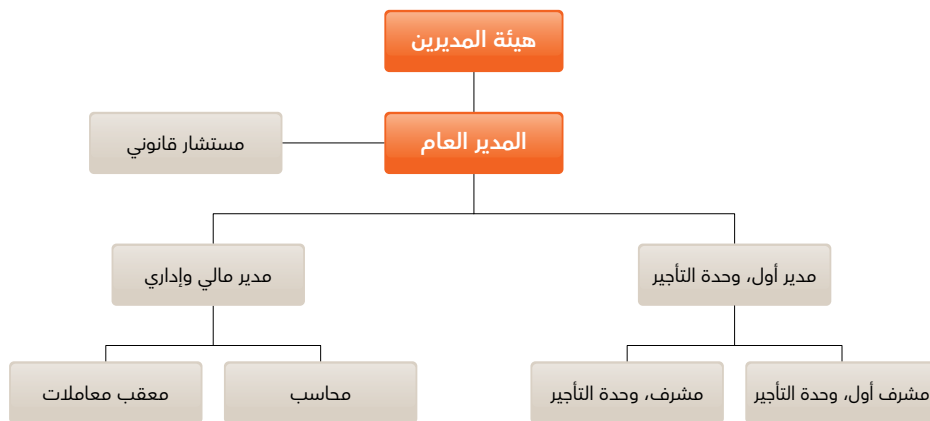 هيئة المديرين
المدير العام
مستشار قانوني
مدير أول، وحدة التأجير
مدير مالي وإداري
مشرف أول، وحدة التأجير
مشرف، وحدة التأجير
محاسب
معقب معاملات